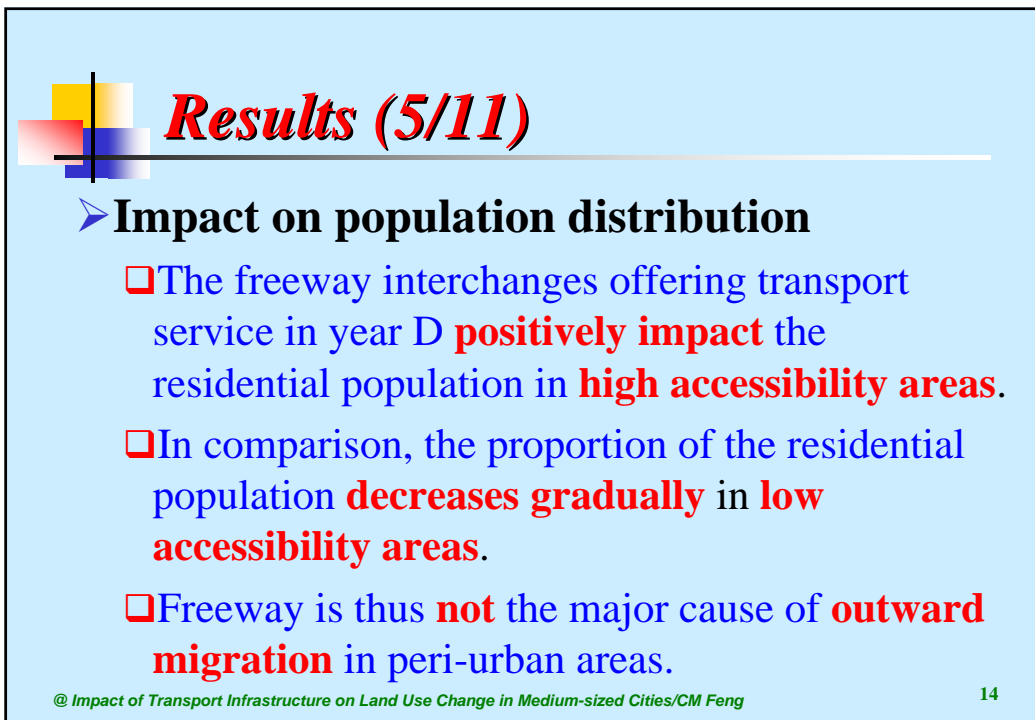 Results (5/11)
➢Impact on population distribution
❑The freeway interchanges offering transport
service in year D positively impact the
residential population in high accessibility areas.
❑In comparison, the proportion of the residential
population decreases gradually in low
accessibility areas.
❑Freeway is thus not the major cause of outward
migration in peri-urban areas.
@ Impact of Transport Infrastructure on Land Use Change in Medium-sized Cities/CM Feng
14